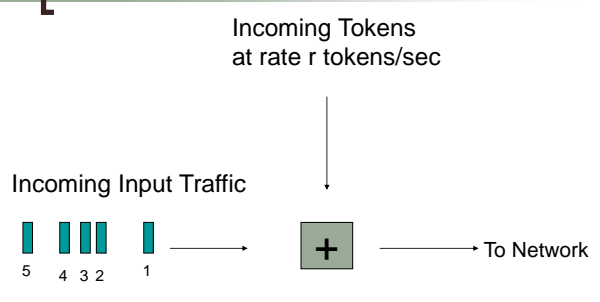 Incoming Tokens
at rate r tokens/sec
Incoming Input Traffic
+
To Network
5 4 3 2 1